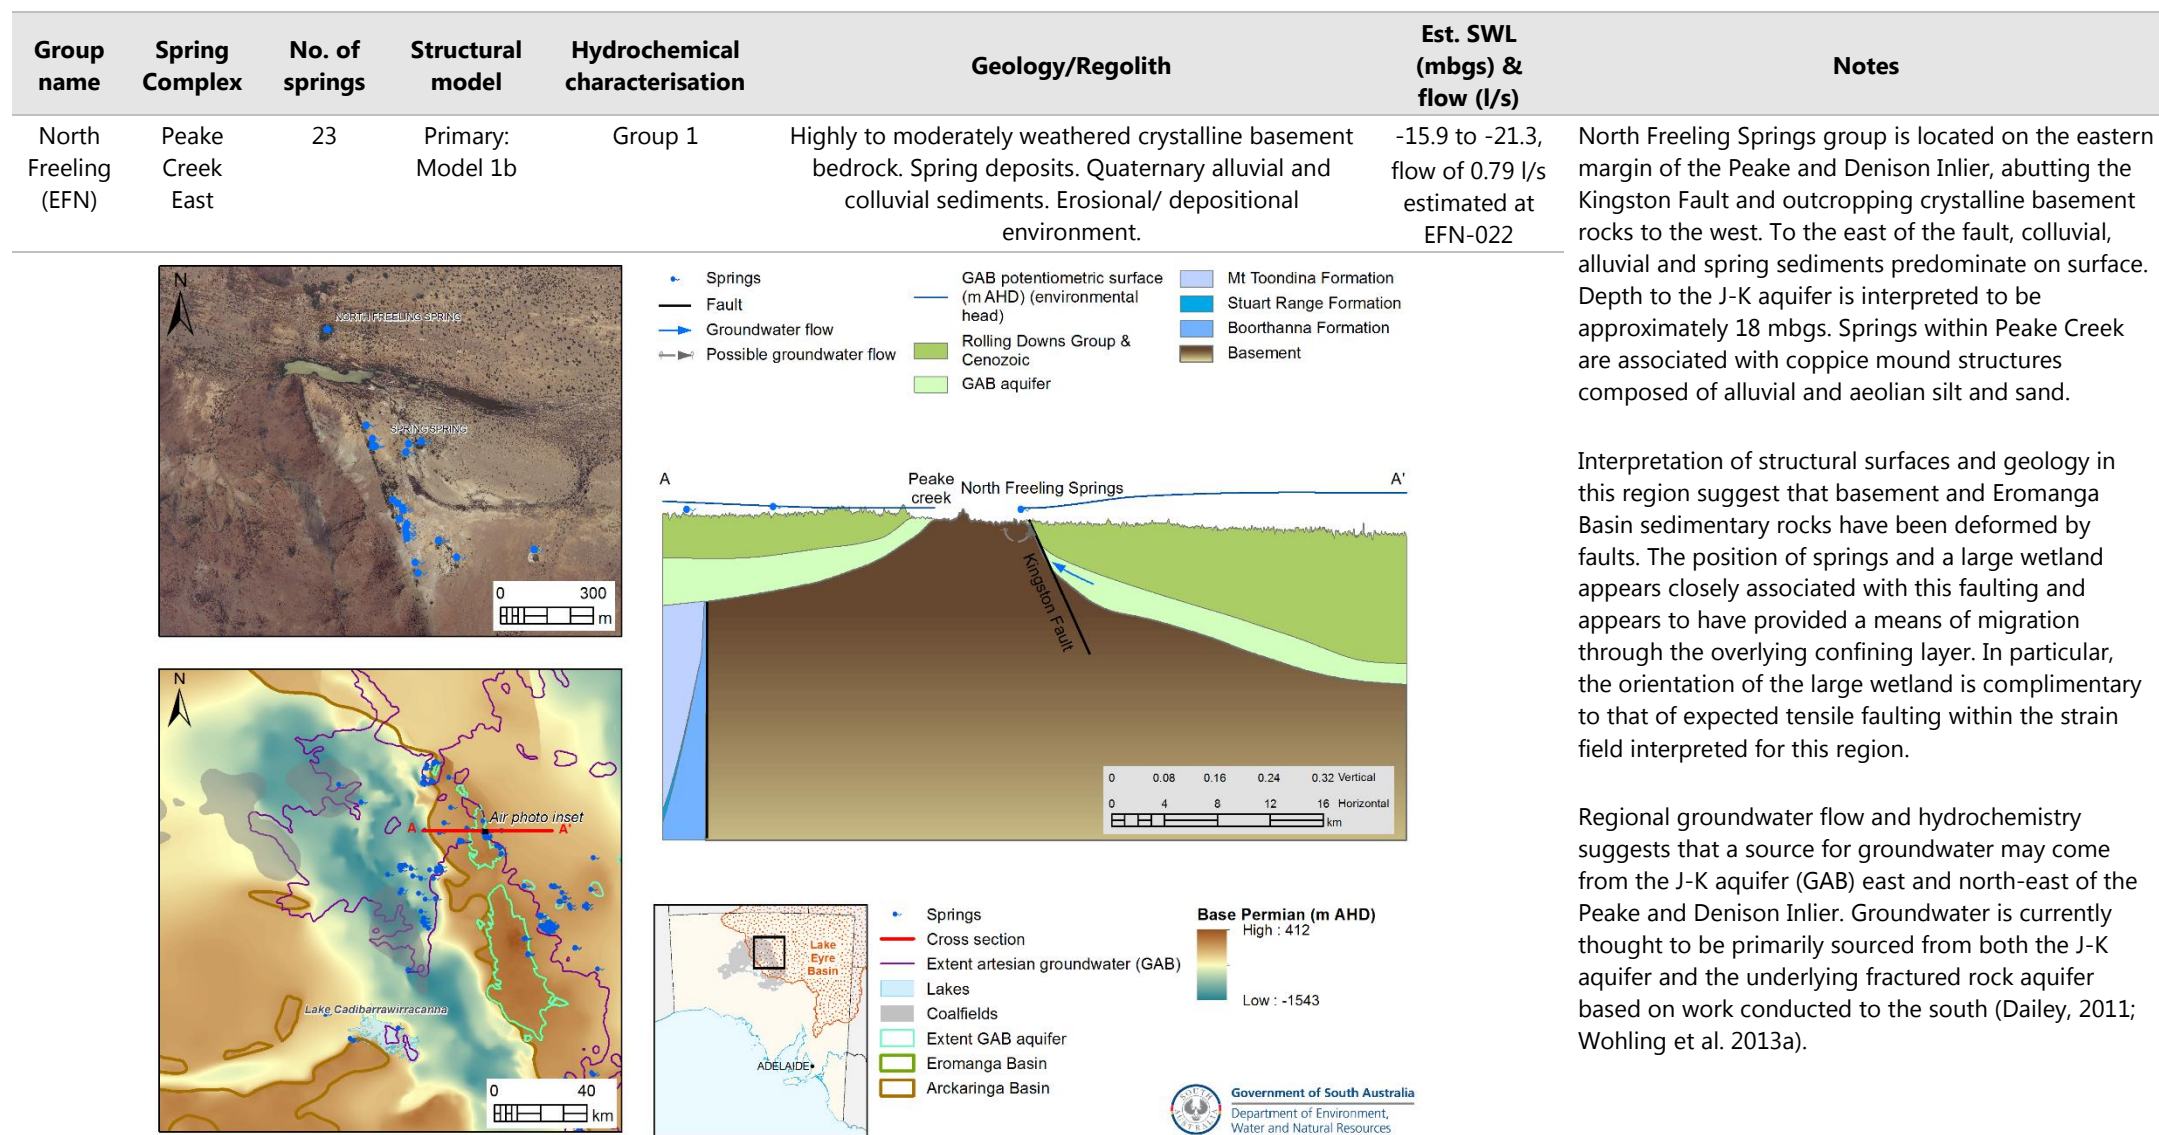 Group name
Spring Complex
No. of springs
Structural model
Hydrochemical characterisation
Geology/Regolith
Est. SWL (mbgs) & flow (l/s)
Notes
North Freeling (EFN)
Peake Creek East
23
Primary: Model 1b
Group 1
Highly to moderately weathered crystalline basement
bedrock. Spring deposits. Quaternary alluvial and
colluvial sediments. Erosional/ depositional
environment.
-15.9 to -21.3,
flow of 0.79 l/s
estimated at
EFN-022
North Freeling Springs group is located on the eastern
margin of the Peake and Denison Inlier, abutting the
Kingston Fault and outcropping crystalline basement
rocks to the west. To the east of the fault, colluvial,
alluvial and spring sediments predominate on surface.
Depth to the J-K aquifer is interpreted to be
approximately 18 mbgs. Springs within Peake Creek
are associated with coppice mound structures
composed of alluvial and aeolian silt and sand.
Interpretation of structural surfaces and geology in
this region suggest that basement and Eromanga
Basin sedimentary rocks have been deformed by
faults. The position of springs and a large wetland
appears closely associated with this faulting and
appears to have provided a means of migration
through the overlying confining layer. In particular,
the orientation of the large wetland is complimentary
to that of expected tensile faulting within the strain
field interpreted for this region.
Regional groundwater flow and hydrochemistry
suggests that a source for groundwater may come
from the J-K aquifer (GAB) east and north-east of the
Peake and Denison Inlier. Groundwater is currently
thought to be primarily sourced from both the J-K
aquifer and the underlying fractured rock aquifer
based on work conducted to the south (Dailey, 2011;
Wohling et al. 2013a).
N
NORTH FREELING SPRING
SPRING SPRING
0 300
m
Springs
Fault
Groundwater flow
Possible groundwater flow
GAB potentiometric surface
(m AHD) (environmental
head)
Rolling Downs Group &
Cenozoic
GAB aquifer
Mt Toondina Formation
Stuart Range Formation
Boorthanna Formation
Basement
A
Peake
creek
North Freeling Springs
A'
Kingston Fault
0 0.08 0.16 0.24 0.32 Vertical
0 4 8 12 16 Horizontal
km
N
Air photo inset
A A'
Lake Cadibarrawirracanna
0 40
km
Lake
Eyre
Basin
ADELAIDE
Springs
Cross section
Extent artesian groundwater (GAB)
Lakes
Coalfields
Extent GAB aquifer
Eromanga Basin
Arckaringa Basin
Base Permian (m AHD)
High : 412
Low : -1543
SOUTH AUSTRALIA
Government of South Australia
Department of Environment,
Water and Natural Resources